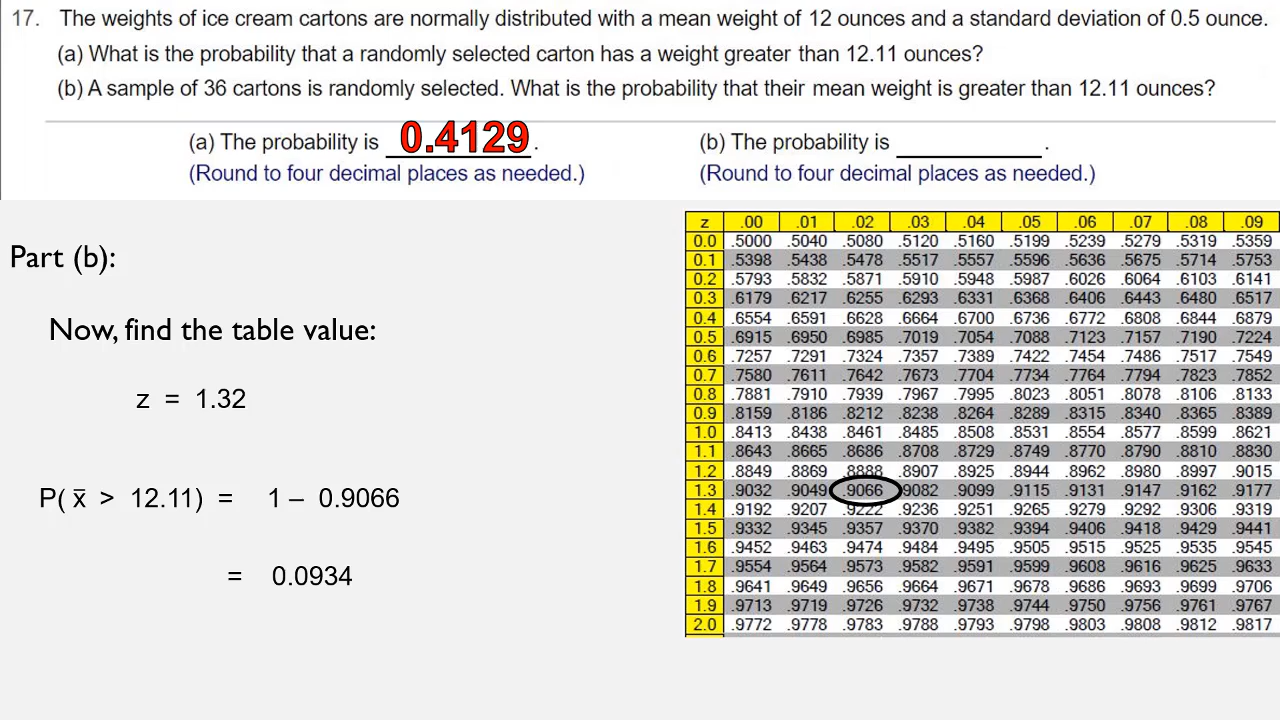 17. The weights of ice cream cartons are normally distributed with a mean weight of 12 ounces and a standard deviation of 0.5 ounce.
(a) What is the probability that a randomly selected carton has a weight greater than 12.11 ounces?
(b) A sample of 36 cartons is randomly selected. What is the probability that their mean weight is greater than 12.11 ounces?
(a) The probability is 0.4129 .
(Round to four decimal places as needed.)
(b) The probability is ________ .
(Round to four decimal places as needed.)
Part (b):
Now, find the table value:
z = 1.32
P( x̅ > 12.11) = 1 – 0.9066
= 0.0934
z .00 .01 .02 .03 .04 .05 .06 .07 .08 .09
0.0 .5000 .5040 .5080 .5120 .5160 .5199 .5239 .5279 .5319 .5359
0.1 .5398 .5438 .5478 .5517 .5557 .5596 .5636 .5675 .5714 .5753
0.2 .5793 .5832 .5871 .5910 .5948 .5987 .6026 .6064 .6103 .6141
0.3 .6179 .6217 .6255 .6293 .6331 .6368 .6406 .6443 .6480 .6517
0.4 .6554 .6591 .6628 .6664 .6700 .6736 .6772 .6808 .6844 .6879
0.5 .6915 .6950 .6985 .7019 .7054 .7088 .7123 .7157 .7190 .7224
0.6 .7257 .7291 .7324 .7357 .7389 .7422 .7454 .7486 .7517 .7549
0.7 .7580 .7611 .7642 .7673 .7704 .7734 .7764 .7794 .7823 .7852
0.8 .7881 .7910 .7939 .7967 .7995 .8023 .8051 .8078 .8106 .8133
0.9 .8159 .8186 .8212 .8238 .8264 .8289 .8315 .8340 .8365 .8389
1.0 .8413 .8438 .8461 .8485 .8508 .8531 .8554 .8577 .8599 .8621
1.1 .8643 .8665 .8686 .8708 .8729 .8749 .8770 .8790 .8810 .8830
1.2 .8849 .8869 .8888 .8907 .8925 .8944 .8962 .8980 .8997 .9015
1.3 .9032 .9049 .9066 .9082 .9099 .9115 .9131 .9147 .9162 .9177
1.4 .9192 .9207 .9222 .9236 .9251 .9265 .9279 .9292 .9306 .9319
1.5 .9332 .9345 .9357 .9370 .9382 .9394 .9406 .9418 .9429 .9441
1.6 .9452 .9463 .9474 .9484 .9495 .9505 .9515 .9525 .9535 .9545
1.7 .9554 .9564 .9573 .9582 .9591 .9599 .9608 .9616 .9625 .9633
1.8 .9641 .9649 .9656 .9664 .9671 .9678 .9686 .9693 .9699 .9706
1.9 .9713 .9719 .9726 .9732 .9738 .9744 .9750 .9756 .9761 .9767
2.0 .9772 .9778 .9783 .9788 .9793 .9798 .9803 .9808 .9812 .9817